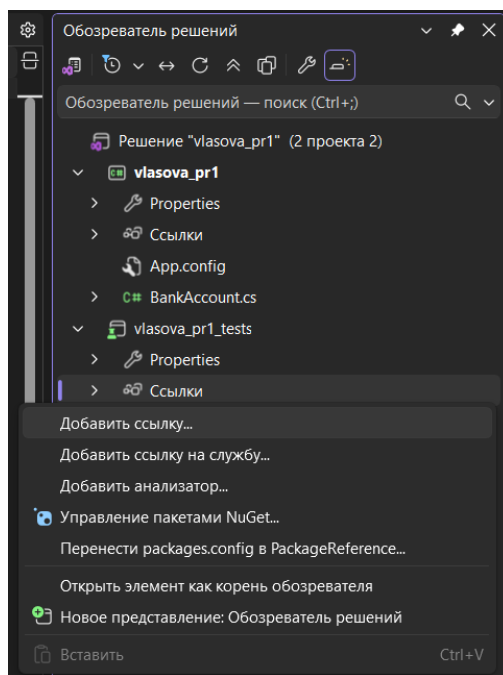 Обозреватель решений
Обозреватель решений — поиск (Ctrl+;)
Решение "vlasova_pr1" (2 проекта 2)
C# vlasova_pr1
Properties
Ссылки
App.config
C# BankAccount.cs
vlasova_pr1_tests
Properties
Ссылки
Добавить ссылку...
Добавить ссылку на службу...
Добавить анализатор...
Управление пакетами NuGet...
Перенести packages.config в PackageReference...
Открыть элемент как корень обозревателя
Новое представление: Обозреватель решений
Вставить Ctrl+V